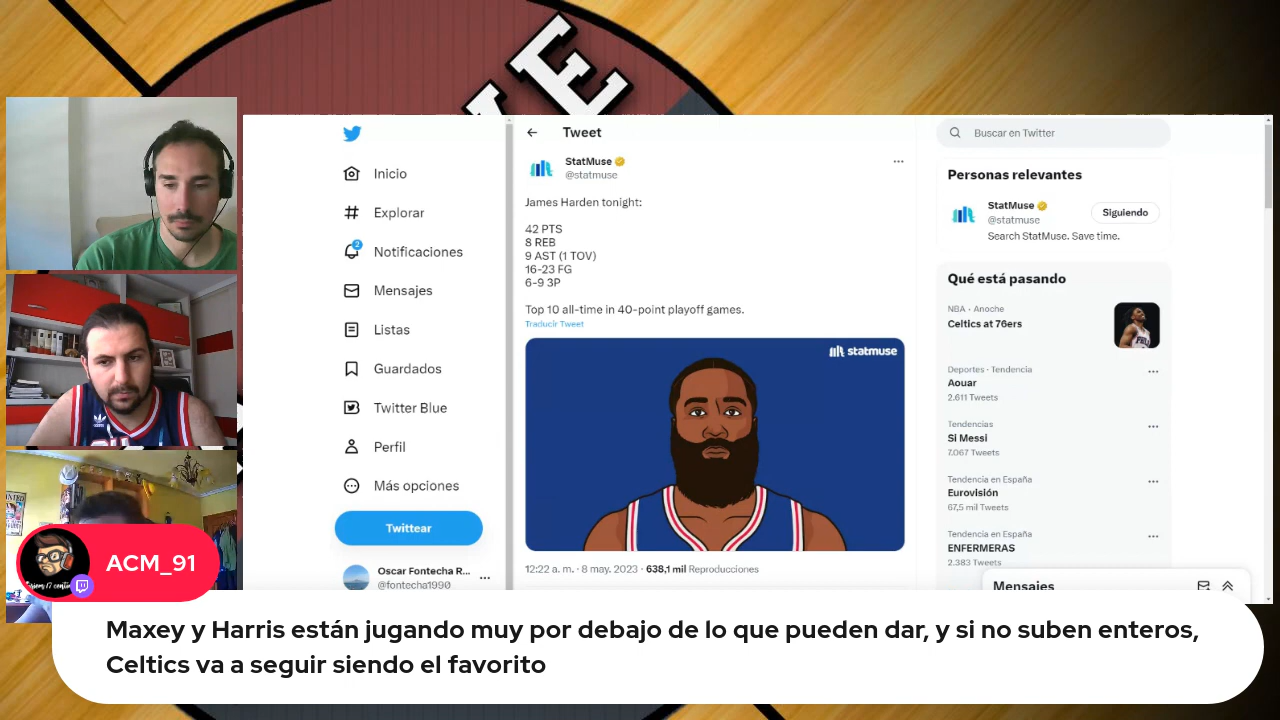 VE
Tweet
Buscar en Twitter
StatMuse
@statmuse
Inicio
Explorar
2
Notificaciones
Mensajes
Listas
Guardados
Twitter Blue
Perfil
Más opciones
Twittear
Oscar Fontecha R...
@fontecha1990
James Harden tonight:
42 PTS
8 REB
9 AST (1 TOV)
16-23 FG
6-9 3P
Top 10 all-time in 40-point playoff games.
Traducir Tweet
statmuse
12:22 a. m. · 8 may. 2023 · 638,1 mil Reproducciones
Personas relevantes
StatMuse
@statmuse
Siguiendo
Search StatMuse. Save time.
Qué está pasando
NBA · Anoche
Celtics at 76ers
Deportes · Tendencia
Aouar
2.611 Tweets
Tendencias
Si Messi
7.067 Tweets
Tendencia en España
Eurovisión
67,5 mil Tweets
Tendencia en España
ENFERMERAS
2.383 Tweets
Mensajes
ACM_91
Maxey y Harris están jugando muy por debajo de lo que pueden dar, y si no suben enteros,
Celtics va a seguir siendo el favorito